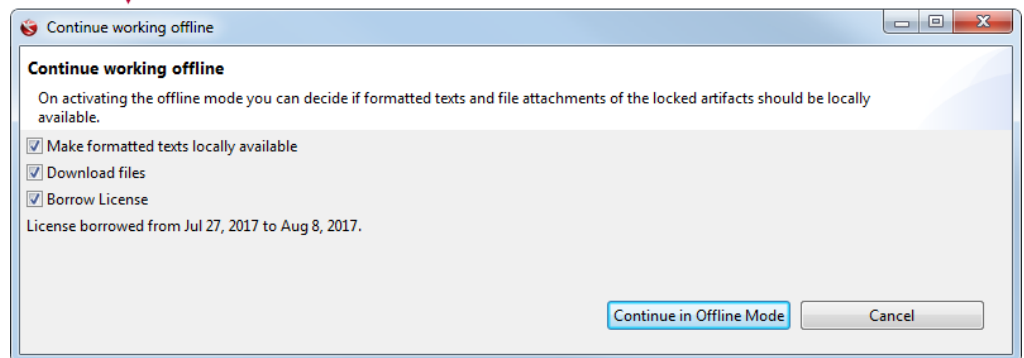 Continue working offline
Continue working offline
On activating the offline mode you can decide if formatted texts and file attachments of the locked artifacts should be locally
available.
Make formatted texts locally available
Download files
Borrow License
License borrowed from Jul 27, 2017 to Aug 8, 2017.
Continue in Offline Mode Cancel